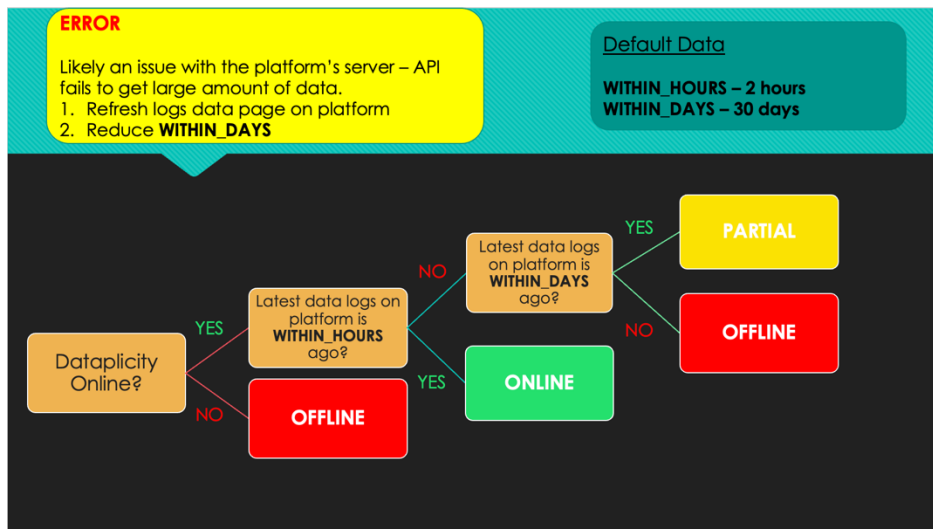 ERROR
Likely an issue with the platform's server – API
fails to get large amount of data.
1. Refresh logs data page on platform
2. Reduce WITHIN_DAYS
Default Data
WITHIN_HOURS – 2 hours
WITHIN_DAYS – 30 days
Dataplicity
Online?
YES
NO
Latest data logs on
platform is
WITHIN_HOURS
ago?
OFFLINE
NO
YES
Latest data logs
on platform is
WITHIN_DAYS
ago?
ONLINE
YES
NO
PARTIAL
OFFLINE